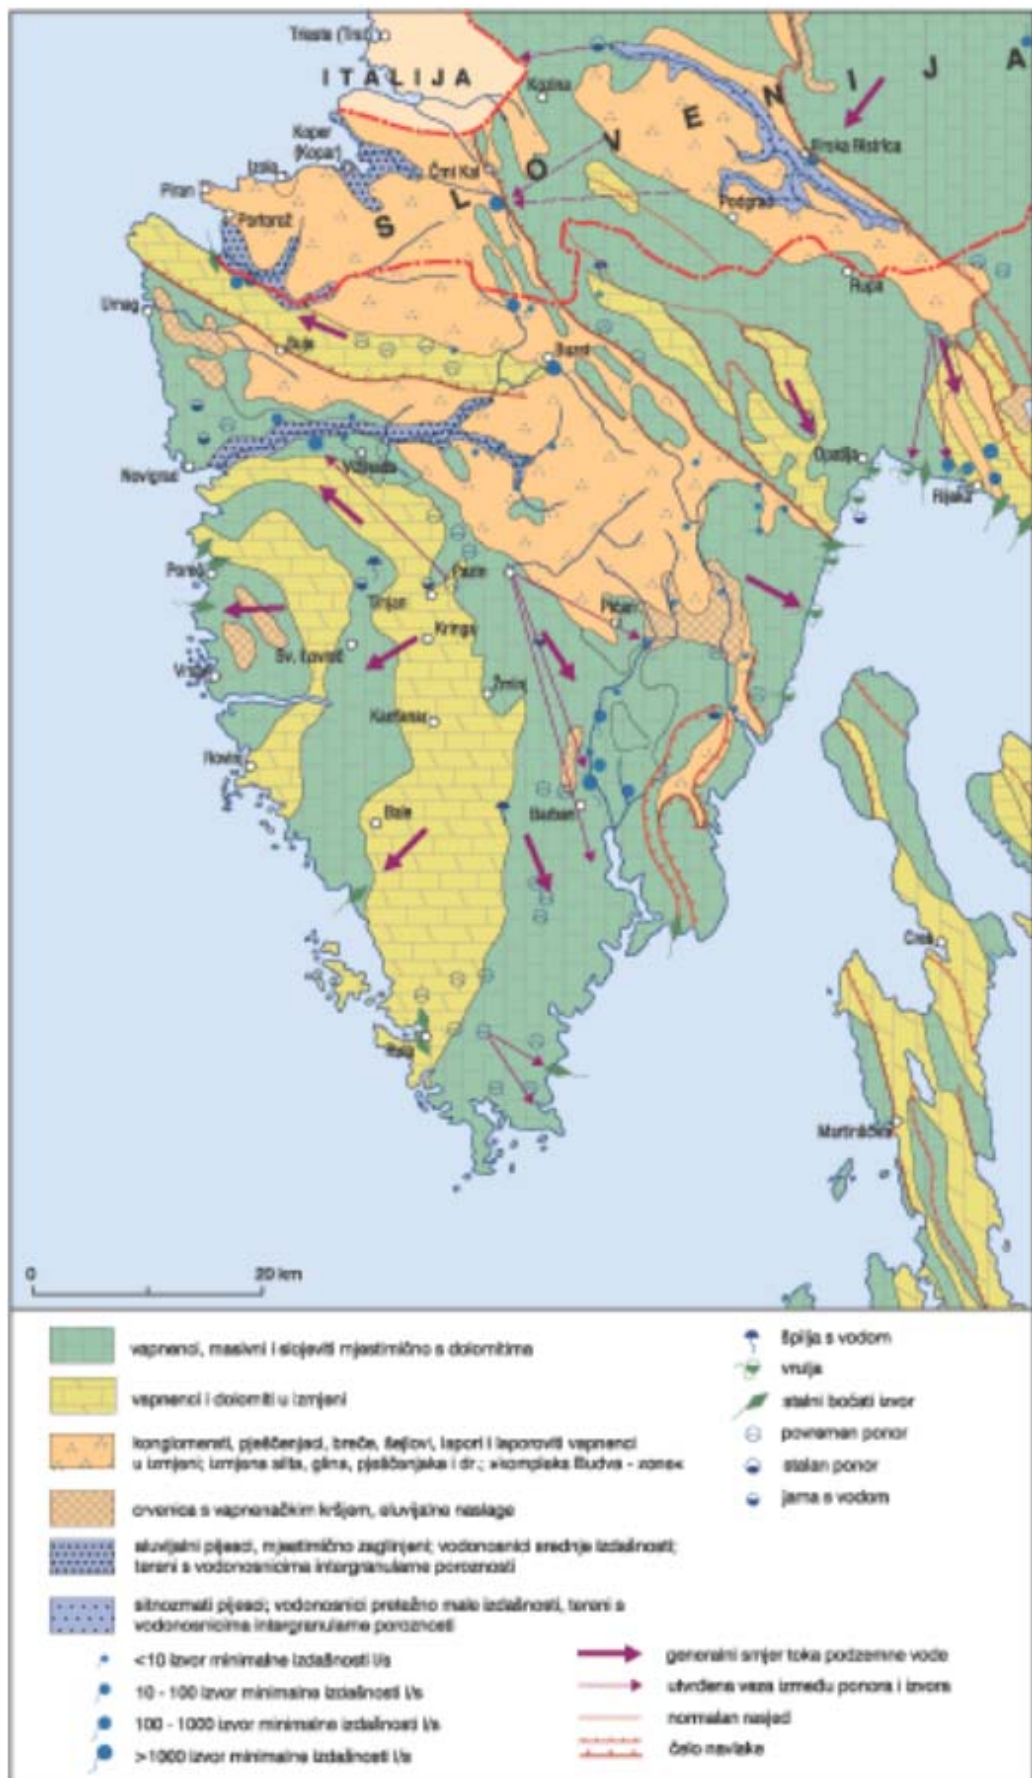 Trieste (Trst)
ITALIJA
Kozina
SLOVENIJA
Koper
(Kopar)
Izola
Črni Kal
Ilirska Bistrica
Piran
Portorož
Podgrad
Rupa
Umag
Buje
Buzet
Opatija
Rijeka
Novigrad
Vižinada
Poreč
Pazin
Tinjan
Pićan
Kringa
Sv. Lovreč
Vrsar
Žminj
Kanfanar
Rovinj
Bale
Barban
Cres
Pula
Martinšćica
0 20 km
vapnenci, masivni i slojeviti mjestimično s dolomitima
vapnenci i dolomiti u izmjeni
konglomerati, pješčenjaci, breče, šejlovi, lapori i laporoviti vapnenci
u izmjeni; izmjena silta, glina, pješčenjaka i dr.; »kompleks Budva - zone«
crvenica s vapnenačkim kršjem, eluvijalne naslage
aluvijalni pijesci, mjestimično zaglinjeni; vodonosnici srednje izdašnosti;
tereni s vodonosnicima intergranularne poroznosti
sitnozrnati pijesci; vodonosnici pretežno male izdašnosti, tereni s
vodonosnicima intergranularne poroznosti
<10 izvor minimalne izdašnosti l/s
10 - 100 izvor minimalne izdašnosti l/s
100 - 1000 izvor minimalne izdašnosti l/s
>1000 izvor minimalne izdašnosti l/s
špilja s vodom
vrulja
stalni bočati izvor
povremen ponor
stalan ponor
jama s vodom
generalni smjer toka podzemne vode
utvrđena veza između ponora i izvora
normalan rasjed
čelo navlake